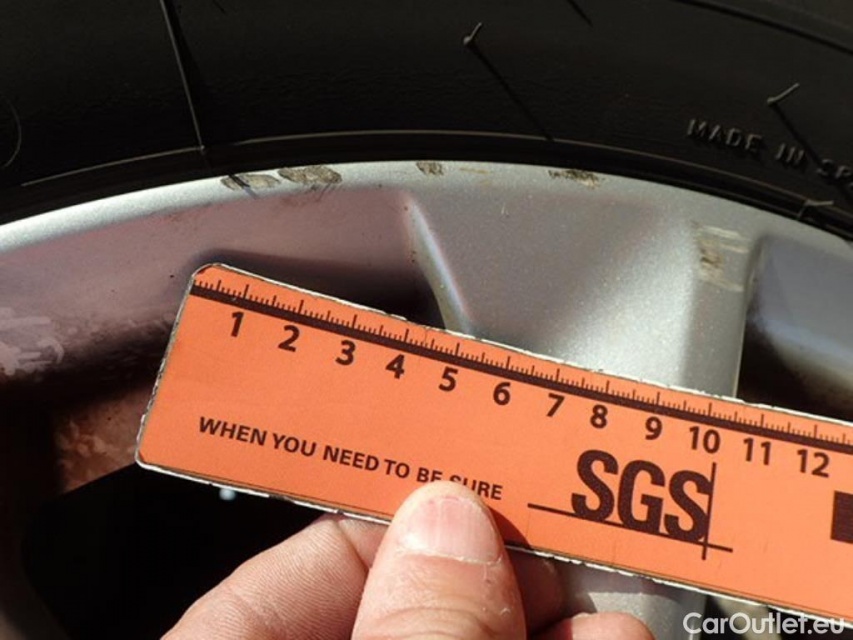 MADE IN SP
1 2 3 4 5 6 7 8 9 10 11 12
WHEN YOU NEED TO BE SURE
SGS
CarOutlet.eu